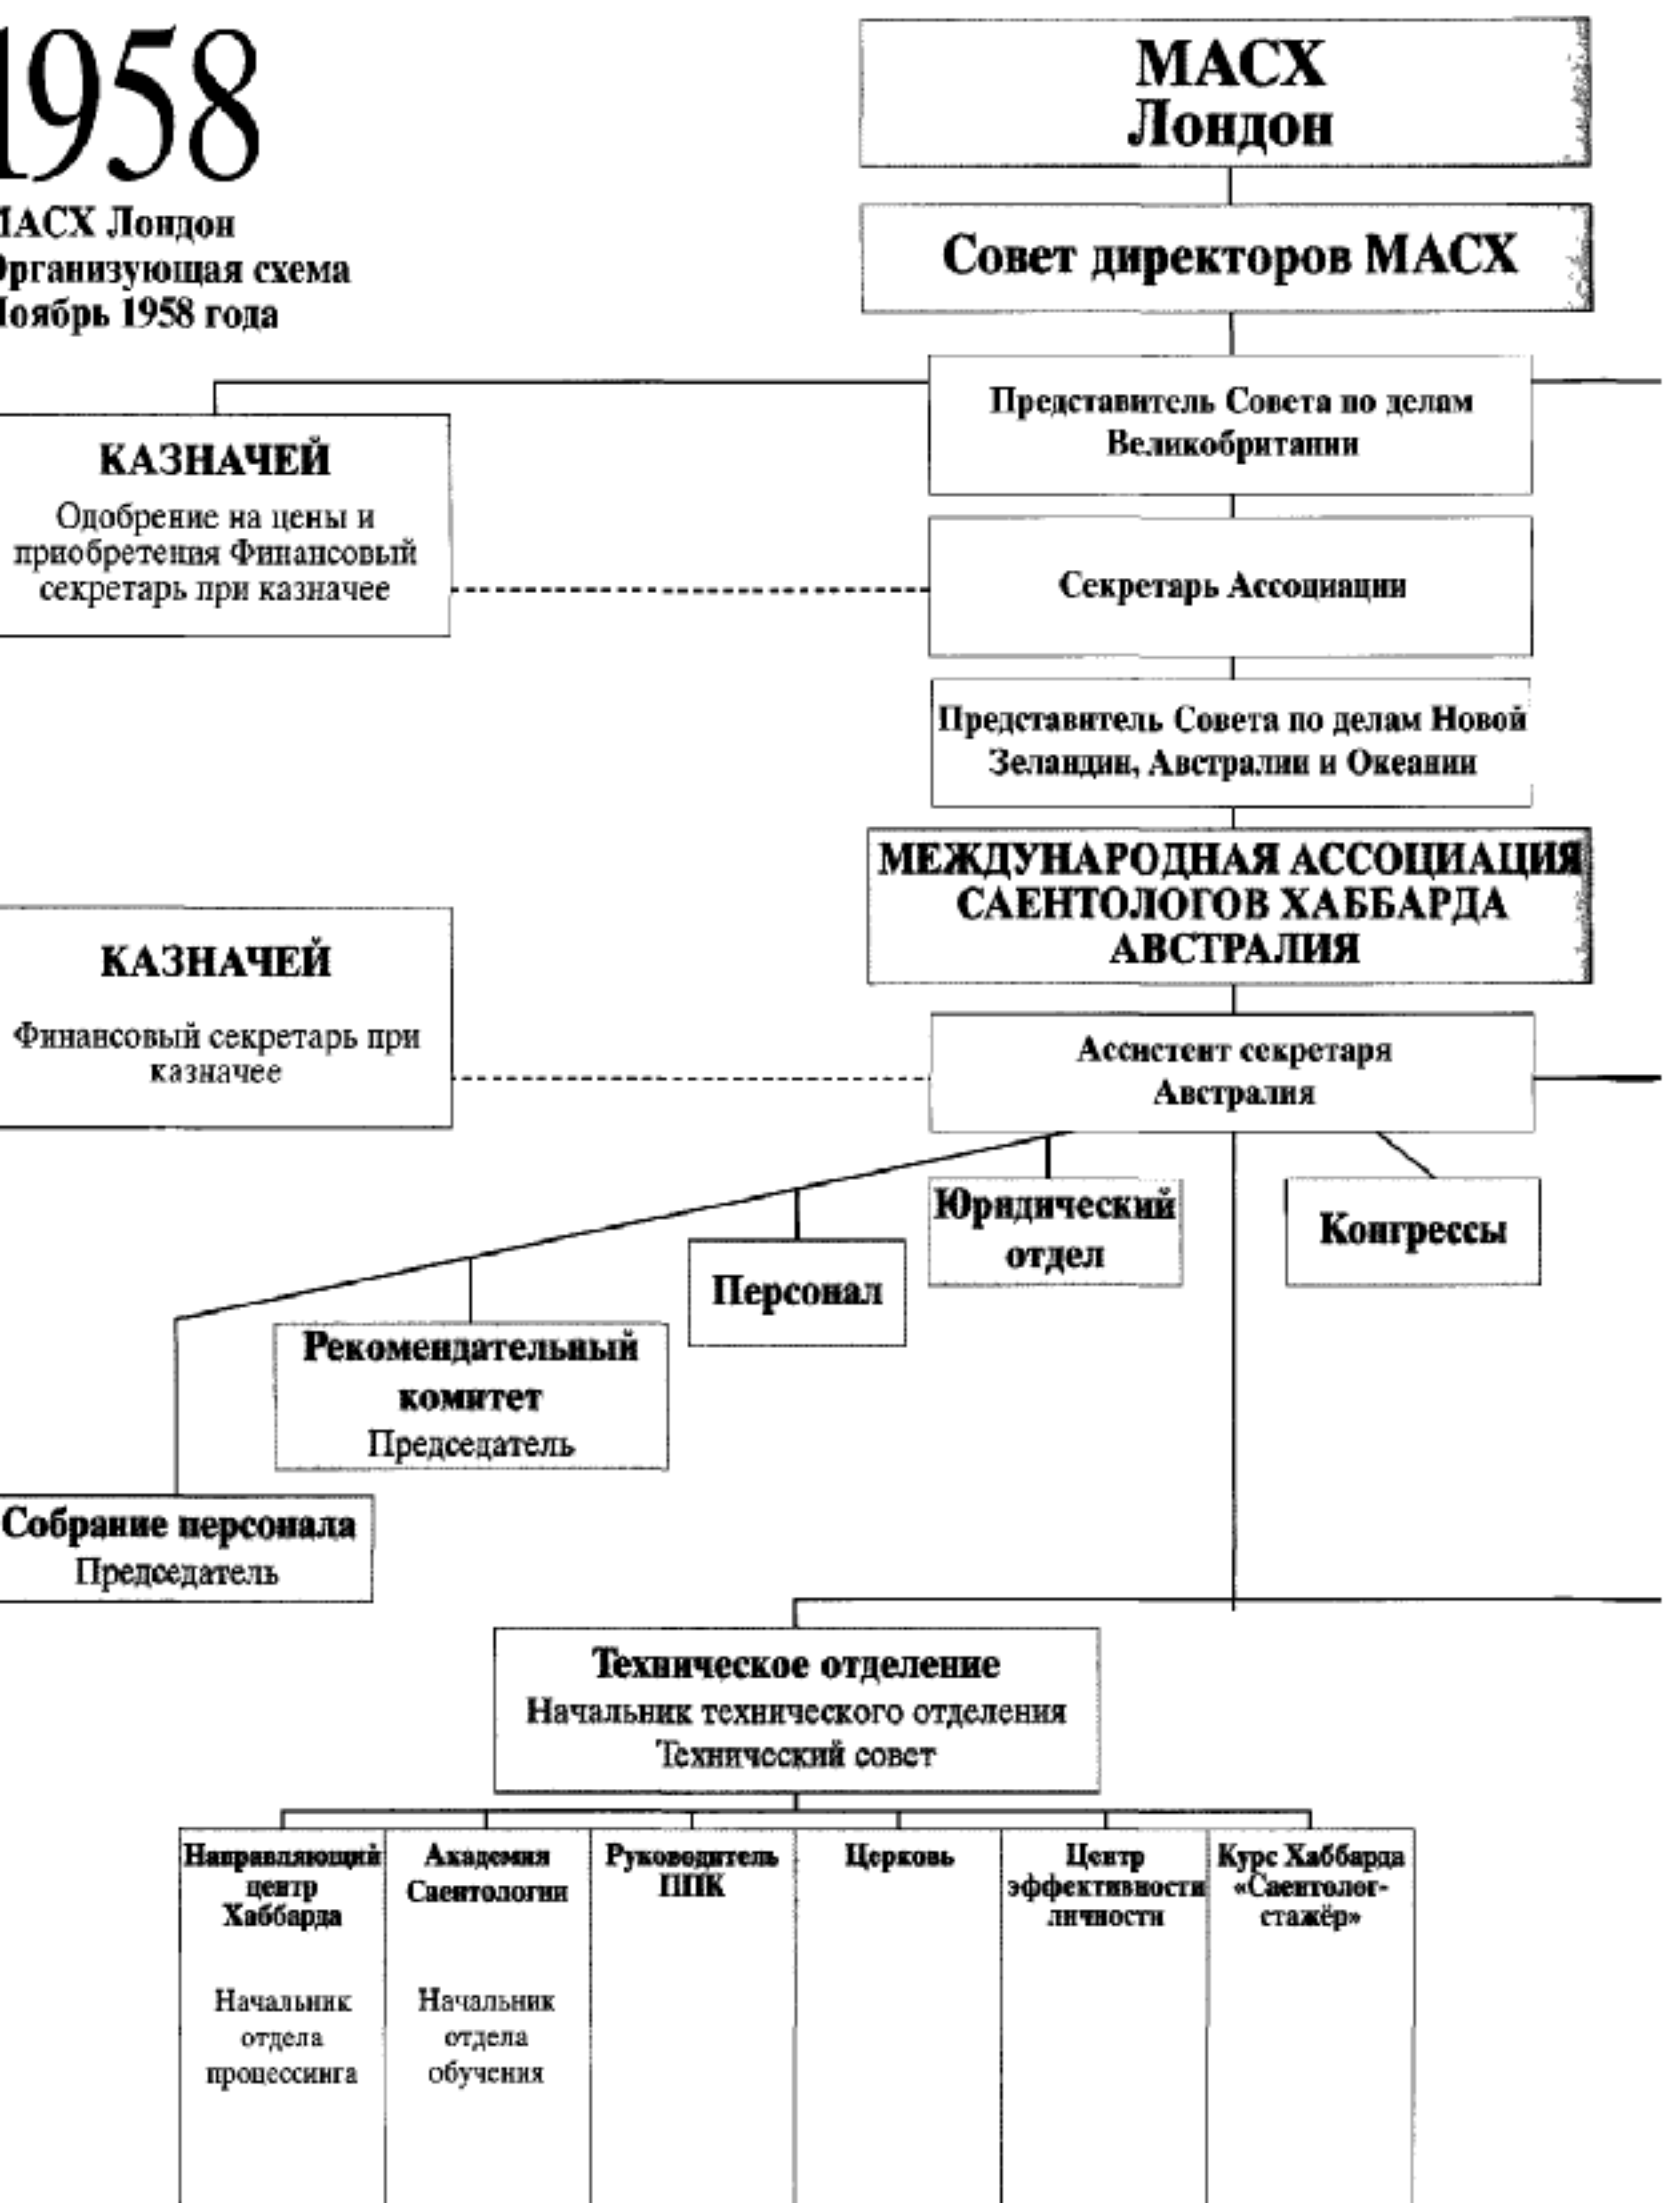 1958
МАСХ Лондон
Организующая схема
Ноябрь 1958 года
МАСХ
Лондон
Совет директоров МАСХ
Представитель Совета по делам
Великобритании
КАЗНАЧЕЙ
Одобрение на цены и
приобретения Финансовый
секретарь при казначее
Секретарь Ассоциации
Представитель Совета по делам Новой
Зеландии, Австралии и Океании
МЕЖДУНАРОДНАЯ АССОЦИАЦИЯ
САЕНТОЛОГОВ ХАББАРДА
АВСТРАЛИЯ
КАЗНАЧЕЙ
Финансовый секретарь при
казначее
Ассистент секретаря
Австралия
Юридический
отдел
Конгрессы
Персонал
Рекомендательный
комитет
Председатель
Собрание персонала
Председатель
Техническое отделение
Начальник технического отделения
Технический совет
Направляющий
центр
Хаббарда
Начальник
отдела
процессинга
Академия
Саентологии
Начальник
отдела
обучения
Руководитель
ППК
Церковь
Центр
эффективности
личности
Курс Хаббарда
«Саентолог-
стажёр»